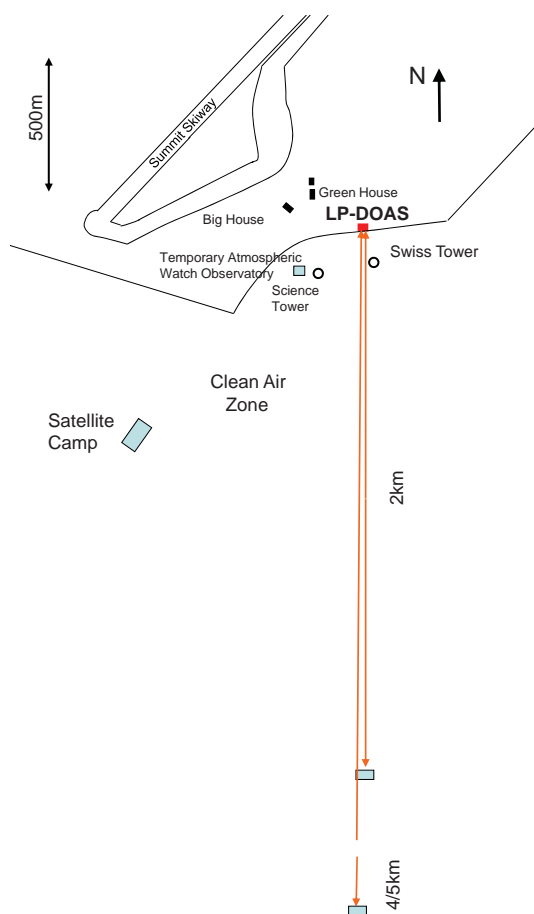 N
500m
Summit Skiway
Green House
Big House
LP-DOAS
Swiss Tower
Temporary Atmospheric
Watch Observatory
Science
Tower
Clean Air
Zone
Satellite
Camp
2km
4/5km